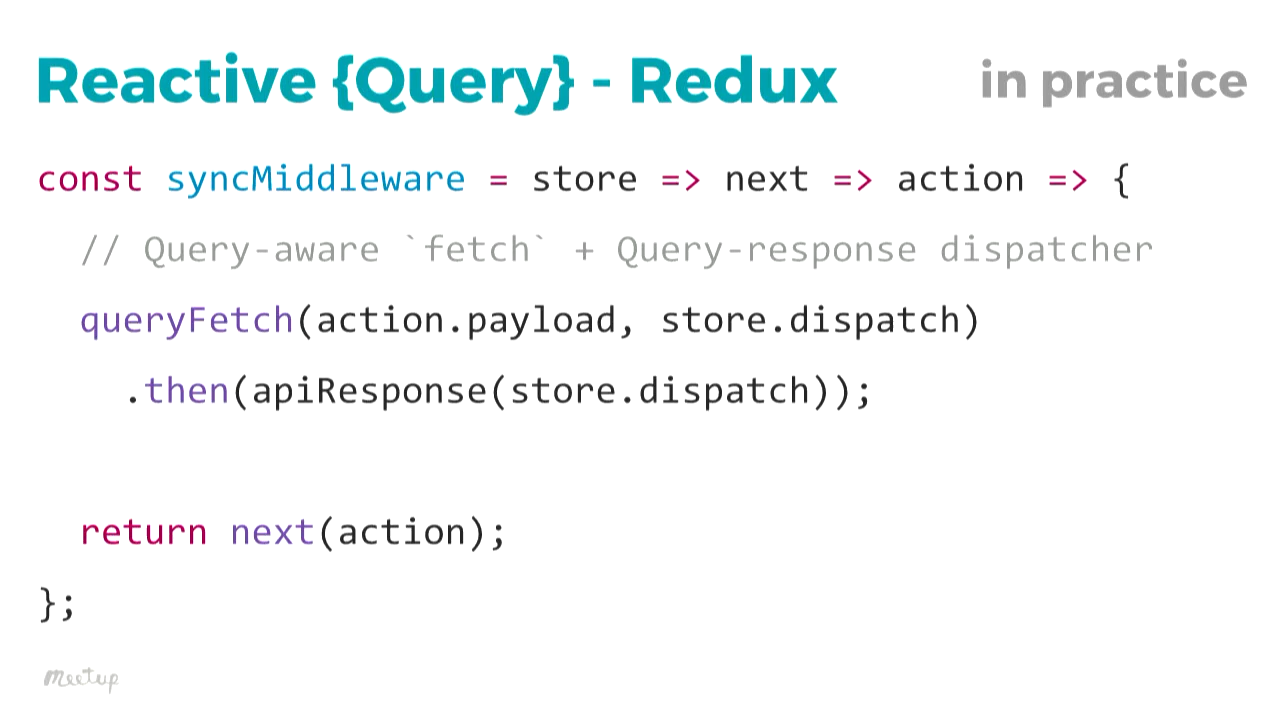 Reactive {Query} - Redux
in practice
const syncMiddleware = store => next => action => {
// Query-aware `fetch` + Query-response dispatcher
queryFetch(action.payload, store.dispatch)
.then(apiResponse(store.dispatch));
return next(action);
};
meetup